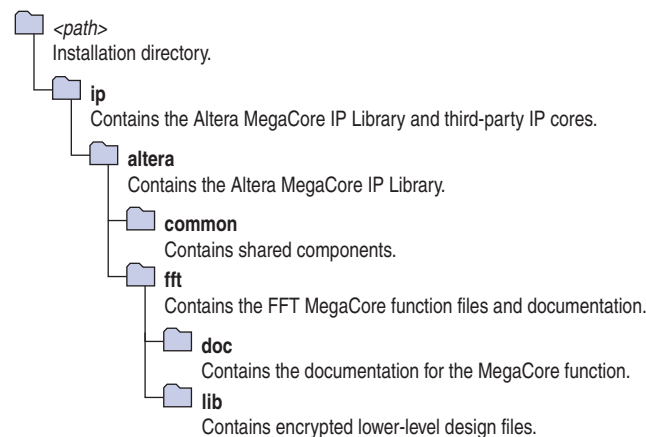 <path>
Installation directory.
ip
Contains the Altera MegaCore IP Library and third-party IP cores.
altera
Contains the Altera MegaCore IP Library.
common
Contains shared components.
fft
Contains the FFT MegaCore function files and documentation.
doc
Contains the documentation for the MegaCore function.
lib
Contains encrypted lower-level design files.